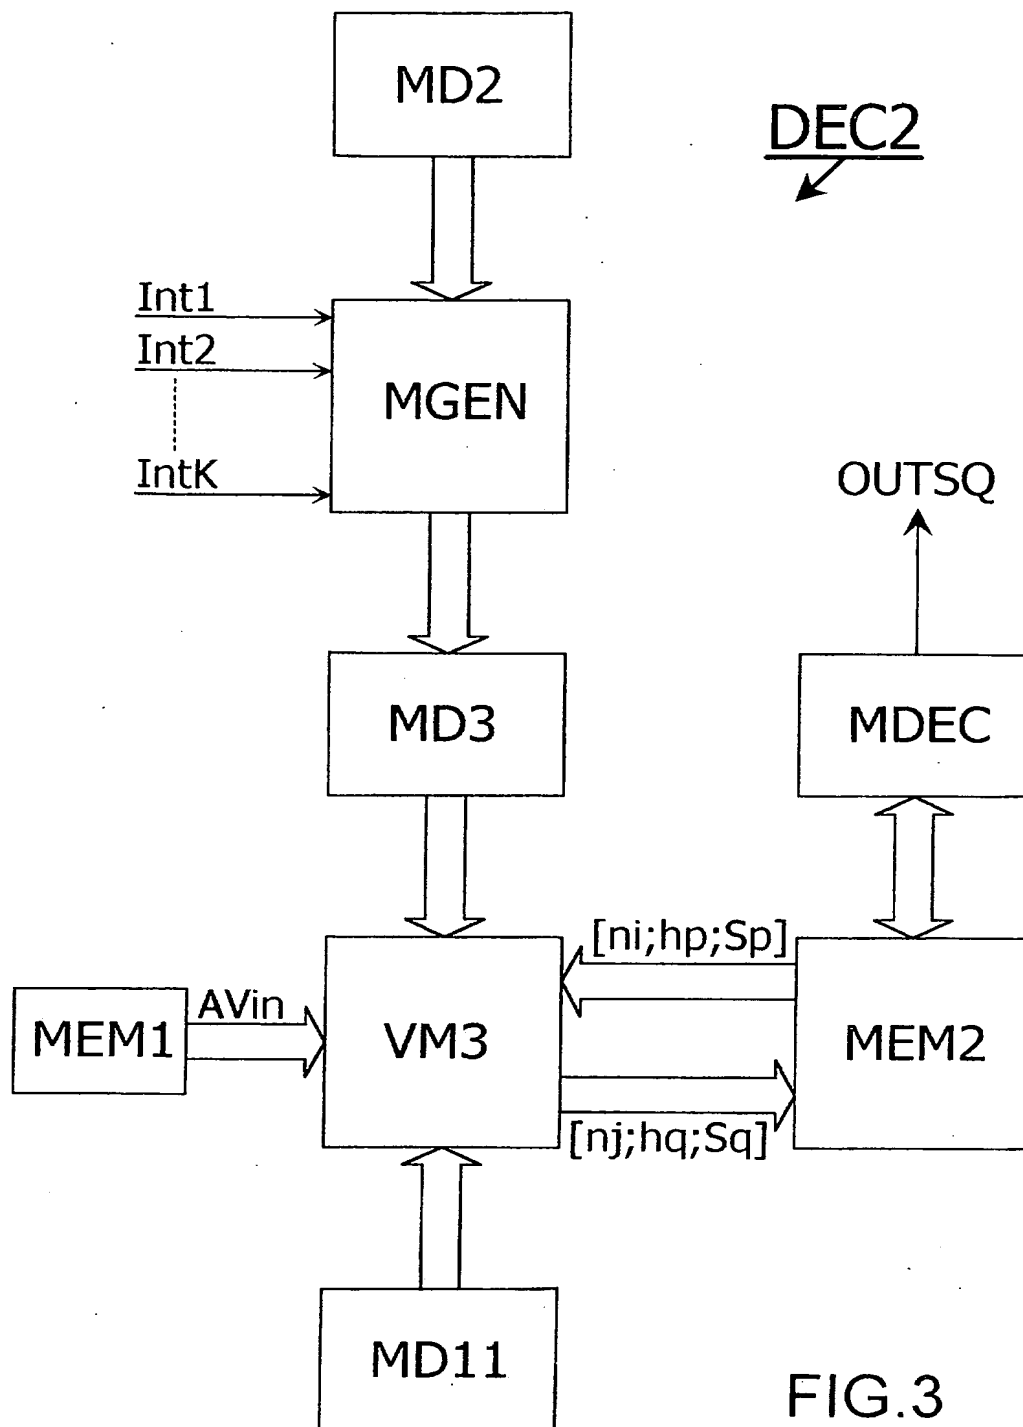 MD2
DEC2
Int1
Int2
MGEN
IntK
OUTSQ
MD3
MDEC
[ni;hp;Sp]
AVin
MEM1
VM3
MEM2
[nj;hq;Sq]
MD11
FIG.3